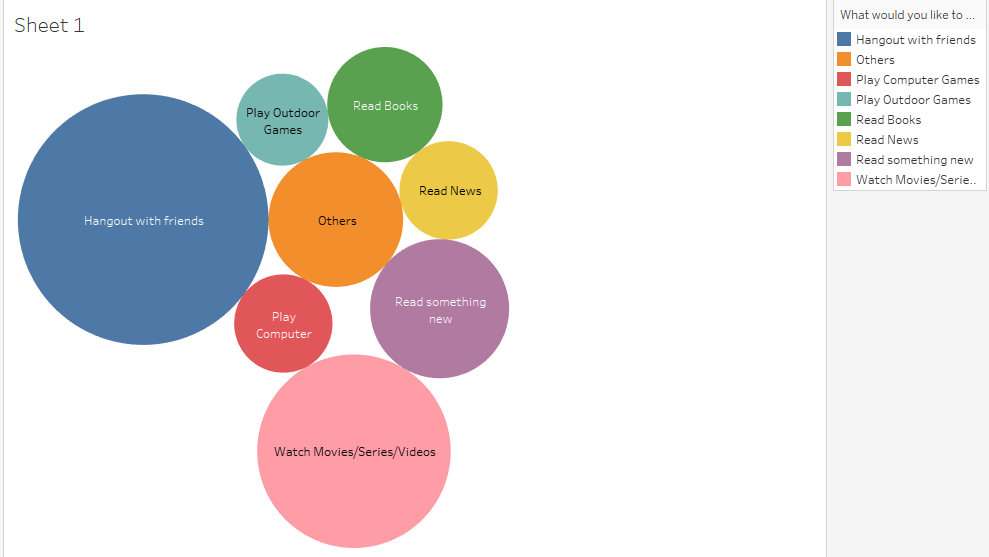 Sheet 1
What would you like to ...
Hangout with friends
Others
Play Computer Games
Play Outdoor Games
Read Books
Read News
Read something new
Watch Movies/Serie..
Play Outdoor
Games
Read Books
Read News
Hangout with friends
Others
Read something
new
Play
Computer
Watch Movies/Series/Videos